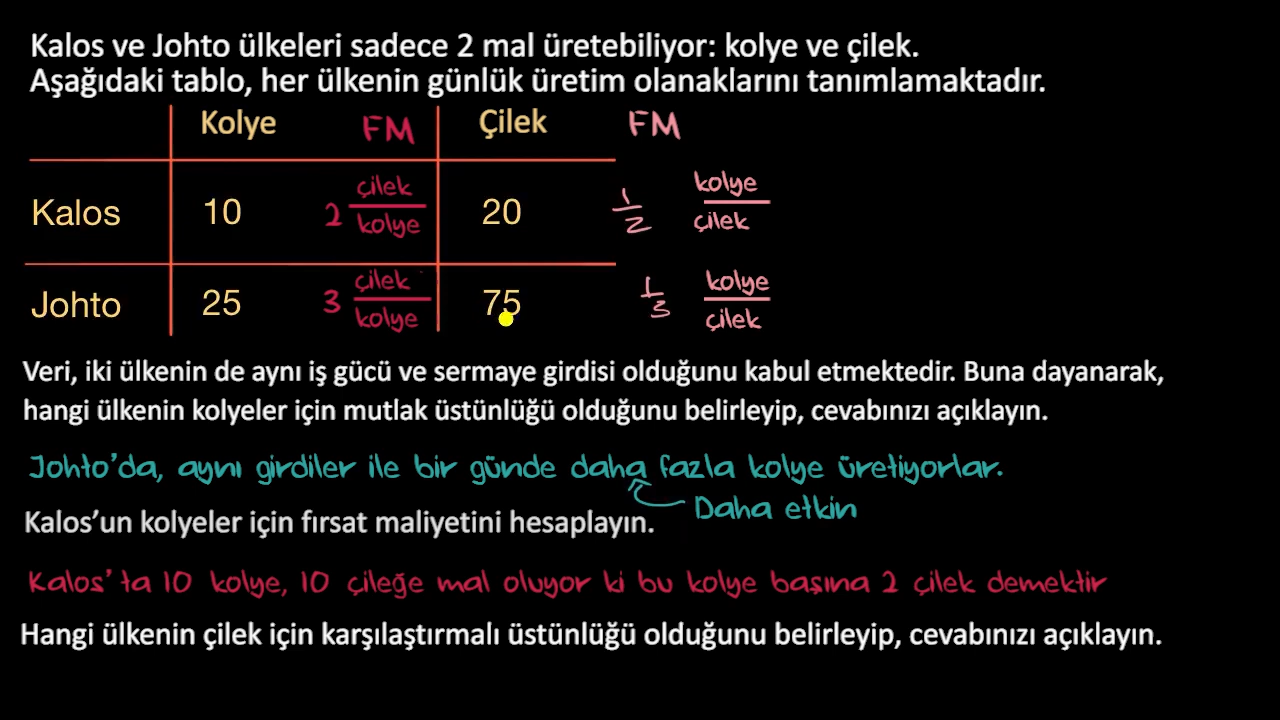 Kalos ve Johto ülkeleri sadece 2 mal üretebiliyor: kolye ve çilek.
Aşağıdaki tablo, her ülkenin günlük üretim olanaklarını tanımlamaktadır.
Kolye FM Çilek FM
Kalos 10 2 çilek/kolye 20 1/2 kolye/çilek
Johto 25 3 çilek/kolye 75 1/3 kolye/çilek
Veri, iki ülkenin de aynı iş gücü ve sermaye girdisi olduğunu kabul etmektedir. Buna dayanarak,
hangi ülkenin kolyeler için mutlak üstünlüğü olduğunu belirleyip, cevabınızı açıklayın.
Johto'da, aynı girdiler ile bir günde daha fazla kolye üretiyorlar.
Daha etkin
Kalos'un kolyeler için fırsat maliyetini hesaplayın.
Kalos'ta 10 kolye, 10 çileğe mal oluyor ki bu kolye başına 2 çilek demektir
Hangi ülkenin çilek için karşılaştırmalı üstünlüğü olduğunu belirleyip, cevabınızı açıklayın.